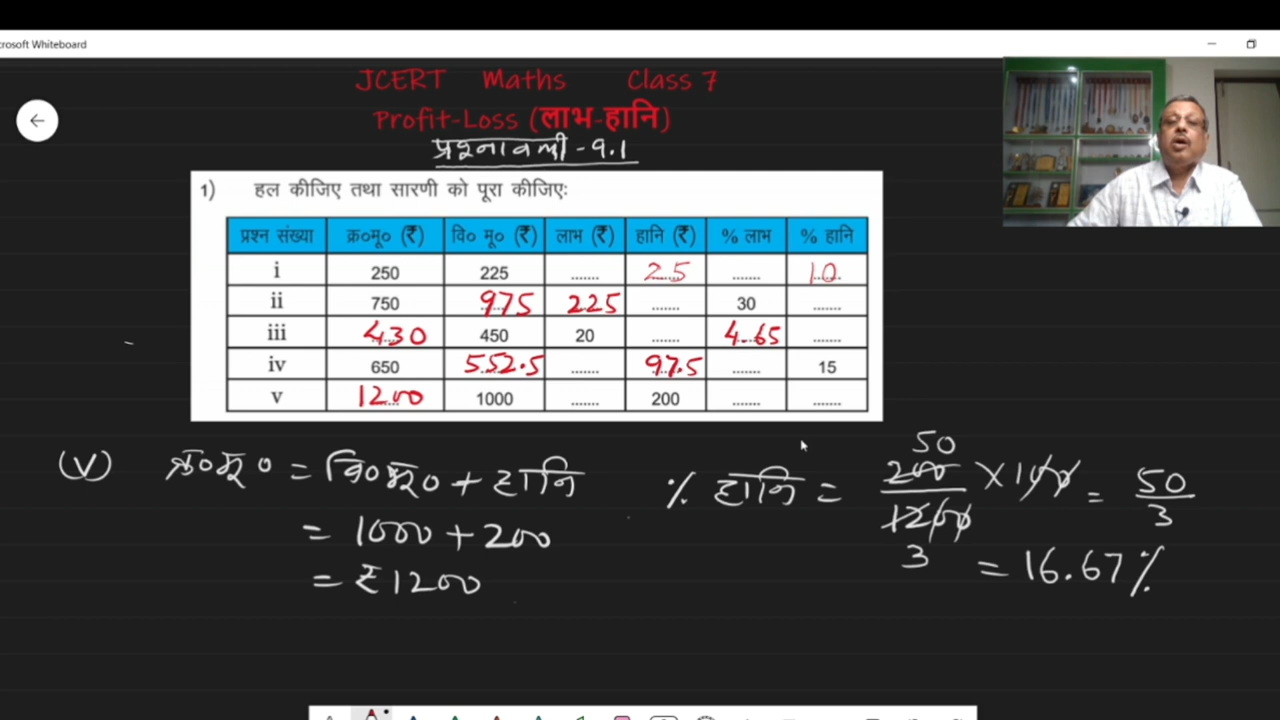 rosoft Whiteboard
JCERT Maths Class 7
Profit-Loss (लाभ-हानि)
प्रश्नावली-9.1
1) हल कीजिए तथा सारणी को पूरा कीजिएः
प्रश्न संख्या क्र०मू० (₹) वि० मू० (₹) लाभ (₹) हानि (₹) % लाभ % हानि
i 250 225 ....... 25 ....... 10
ii 750 975 225 ....... 30 .......
iii 430 450 20 ....... 4.65 .......
iv 650 552.5 ....... 97.5 ....... 15
v 1200 1000 ....... 200 ....... .......
(v) क्र०मू० = वि०मू० + हानि
= 1000 + 200
= ₹1200
50
% हानि = 200/1200 × 100 = 50/3
3
= 16.67%